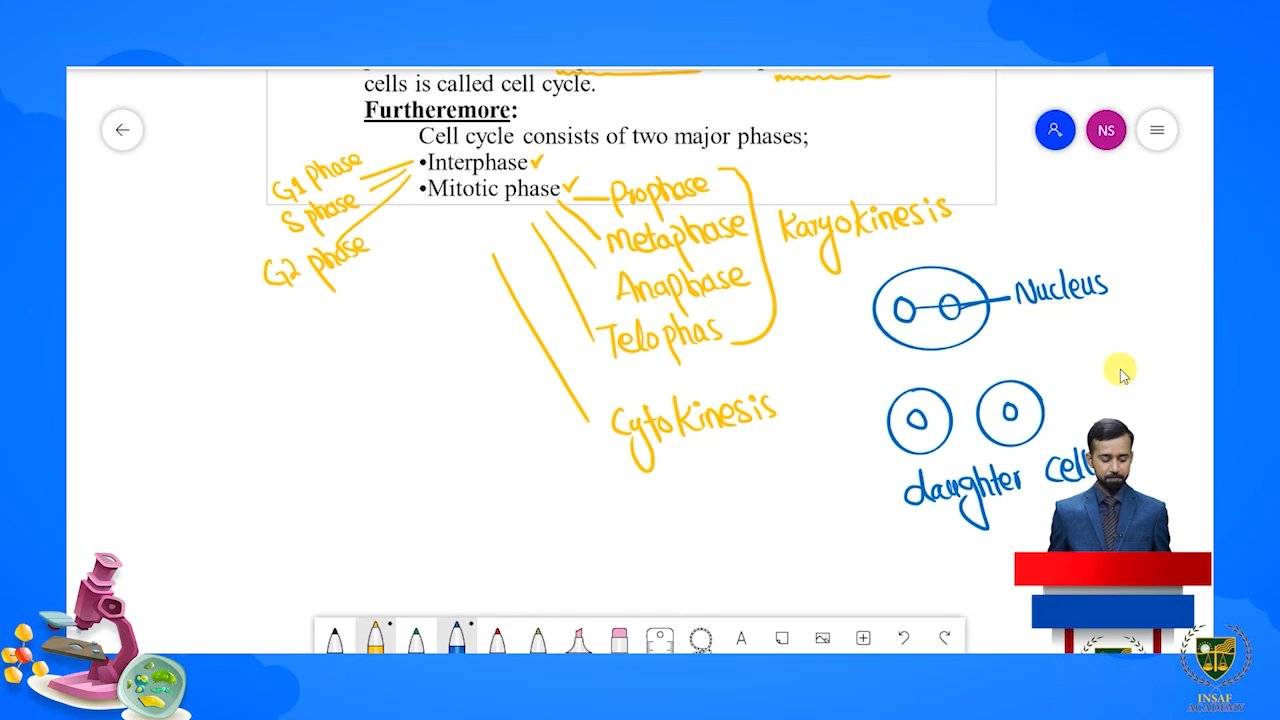 cells is called cell cycle.
Furtheremore:
Cell cycle consists of two major phases;
•Interphase
•Mitotic phase
G1 phase
S phase
G2 phase
Prophase
Metaphase
Anaphase
Telophas
Karyokinesis
Cytokinesis
Nucleus
daughter cell
NS
A
INSAF
ACADEMY